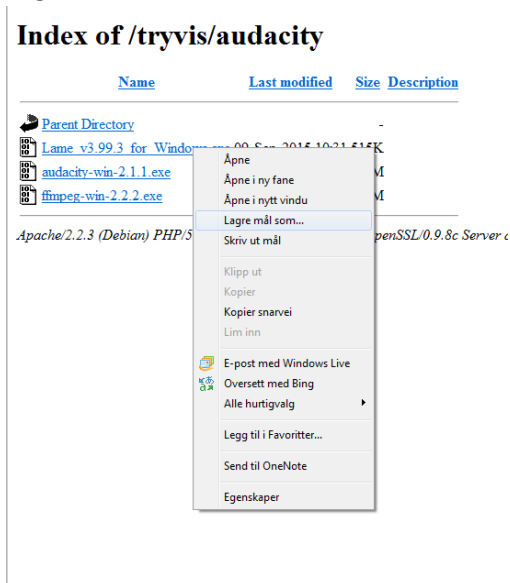 Index of /tryvis/audacity
Name Last modified Size Description
Parent Directory -
Lame_v3.99.3_for_Windows.exe 09-Sep-2015 10:31 515K
audacity-win-2.1.1.exe M
ffmpeg-win-2.2.2.exe M
Apache/2.2.3 (Debian) PHP/5 penSSL/0.9.8c Server
Åpne
Åpne i ny fane
Åpne i nytt vindu
Lagre mål som...
Skriv ut mål
Klipp ut
Kopier
Kopier snarvei
Lim inn
E-post med Windows Live
Oversett med Bing
Alle hurtigvalg
Legg til i Favoritter...
Send til OneNote
Egenskaper